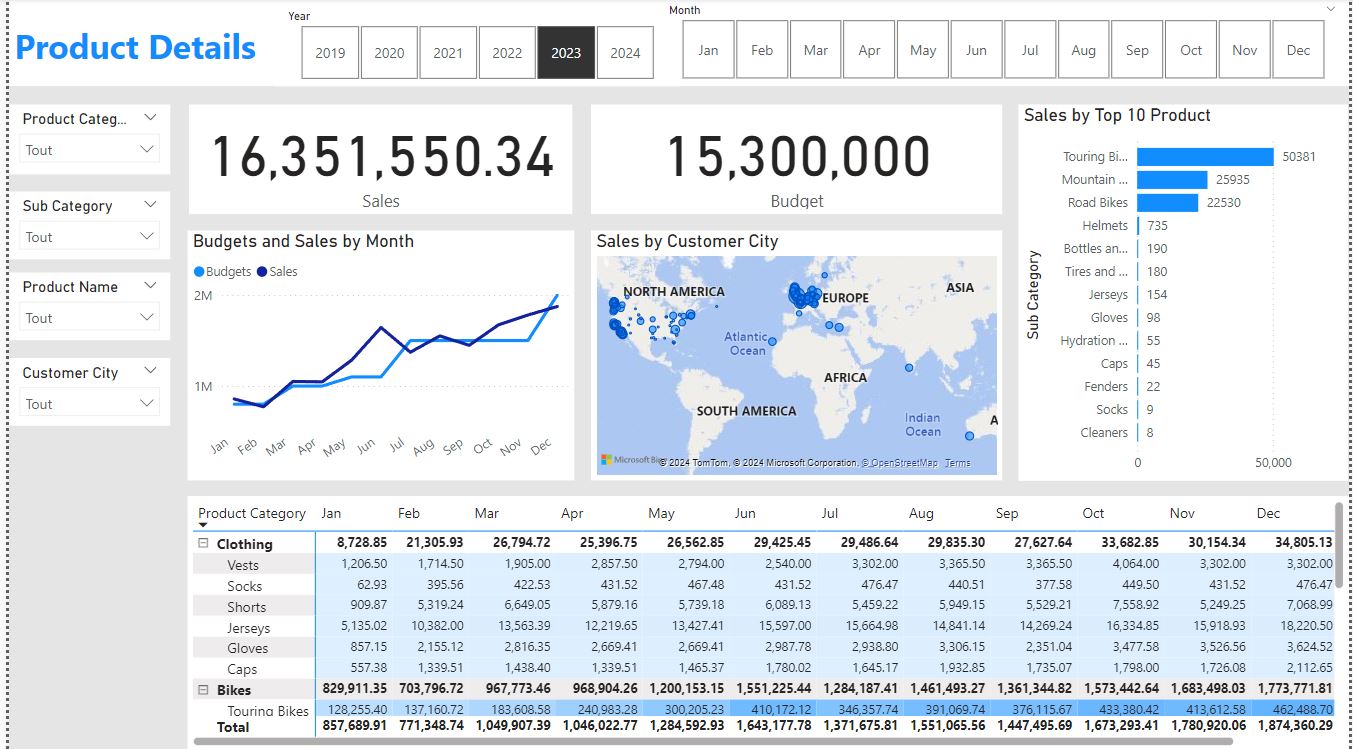 Product Details
Year
2019 2020 2021 2022 2023 2024
Month
Jan Feb Mar Apr May Jun Jul Aug Sep Oct Nov Dec
Product Categ...
Tout
Sub Category
Tout
Product Name
Tout
Customer City
Tout
16,351,550.34
Sales
15,300,000
Budget
Budgets and Sales by Month
Budgets Sales
2M
1M
Jan Feb Mar Apr May Jun Jul Aug Sep Oct Nov Dec
Sales by Customer City
NORTH AMERICA
EUROPE
ASIA
Atlantic
Ocean
AFRICA
SOUTH AMERICA
Indian
Ocean
A
Microsoft Bi
© 2024 TomTom, © 2024 Microsoft Corporation, © OpenStreetMap Terms
Sales by Top 10 Product
Sub Category
Touring Bi... 50381
Mountain ... 25935
Road Bikes 22530
Helmets 735
Bottles an... 190
Tires and ... 180
Jerseys 154
Gloves 98
Hydration ... 55
Caps 45
Fenders 22
Socks 9
Cleaners 8
0 50,000
Product Category Jan Feb Mar Apr May Jun Jul Aug Sep Oct Nov Dec
Clothing 8,728.85 21,305.93 26,794.72 25,396.75 26,562.85 29,425.45 29,486.64 29,835.30 27,627.64 33,682.85 30,154.34 34,805.13
Vests 1,206.50 1,714.50 1,905.00 2,857.50 2,794.00 2,540.00 3,302.00 3,365.50 3,365.50 4,064.00 3,302.00 3,302.00
Socks 62.93 395.56 422.53 431.52 467.48 431.52 476.47 440.51 377.58 449.50 431.52 476.47
Shorts 909.87 5,319.24 6,649.05 5,879.16 5,739.18 6,089.13 5,459.22 5,949.15 5,529.21 7,558.92 5,249.25 7,068.99
Jerseys 5,135.02 10,382.00 13,563.39 12,219.65 13,427.41 15,597.00 15,664.98 14,841.14 14,269.24 16,334.85 15,918.93 18,220.50
Gloves 857.15 2,155.12 2,816.35 2,669.41 2,669.41 2,987.78 2,938.80 3,306.15 2,351.04 3,477.58 3,526.56 3,624.52
Caps 557.38 1,339.51 1,438.40 1,339.51 1,465.37 1,780.02 1,645.17 1,932.85 1,735.07 1,798.00 1,726.08 2,112.65
Bikes 829,911.35 703,796.72 967,773.46 968,904.26 1,200,153.15 1,551,225.44 1,284,187.41 1,461,493.27 1,361,344.82 1,573,442.64 1,683,498.03 1,773,771.81
Touring Bikes 128,255.40 137,160.72 183,608.58 240,983.28 300,205.23 410,172.12 346,357.74 391,069.74 376,115.67 433,380.42 413,612.58 462,488.70
Total 857,689.91 771,348.74 1,049,907.39 1,046,022.77 1,284,592.93 1,643,177.78 1,371,675.81 1,551,065.56 1,447,495.69 1,673,293.41 1,780,920.06 1,874,360.29